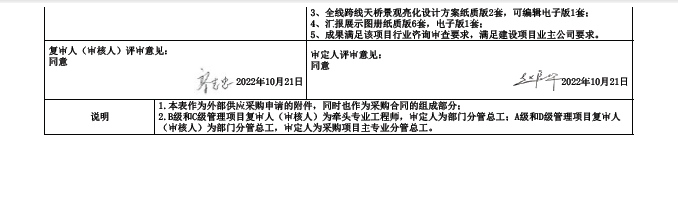 3、全线跨线天桥景观亮化设计方案纸质版2套，可编辑电子版1套；
4、汇报展示图册纸质版6套，电子版1套；
5、成果满足该项目行业咨询审查要求，满足建设项目业主公司要求。
复审人（审核人）评审意见：
同意
2022年10月21日
审定人评审意见：
同意
2022年10月21日
说明
1.本表作为外部供应采购申请的附件，同时也作为采购合同的组成部分；
2.B级和C级管理项目复审人（审核人）为牵头专业工程师，审定人为部门分管总工；A级和D级管理项目复审人
（审核人）为部门分管总工，审定人为采购项目主专业分管总工。